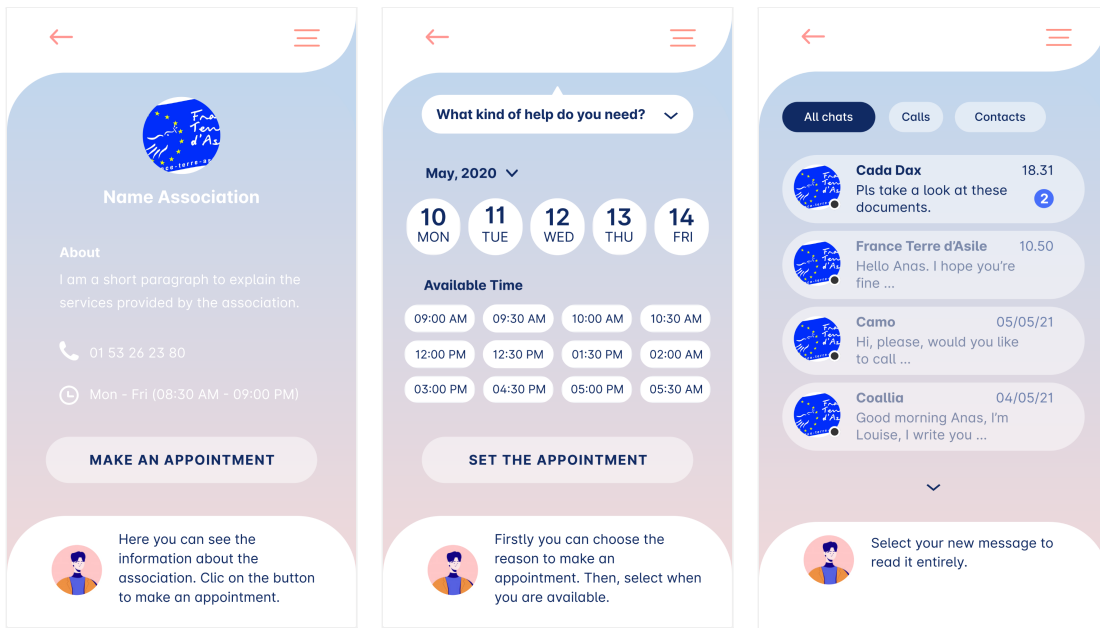 Fra
Ten
d'As
Name Association
About
I am a short paragraph to explain the
services provided by the association.
01 53 26 23 80
Mon - Fri (08:30 AM - 09:00 PM)
MAKE AN APPOINTMENT
Here you can see the
information about the
association. Clic on the button
to make an appointment.
What kind of help do you need?
May, 2020
10 11 12 13 14
MON TUE WED THU FRI
Available Time
09:00 AM 09:30 AM 10:00 AM 10:30 AM
12:00 PM 12:30 PM 01:30 PM 02:00 AM
03:00 PM 04:30 PM 05:00 PM 05:30 AM
SET THE APPOINTMENT
Firstly you can choose the
reason to make an
appointment. Then, select when
you are available.
All chats Calls Contacts
Cada Dax 18.31
Pls take a look at these
documents. 2
France Terre d'Asile 10.50
Hello Anas. I hope you're
fine ...
Camo 05/05/21
Hi, please, would you like
to call ...
Coallia 04/05/21
Good morning Anas, I'm
Louise, I write you ...
Select your new message to
read it entirely.